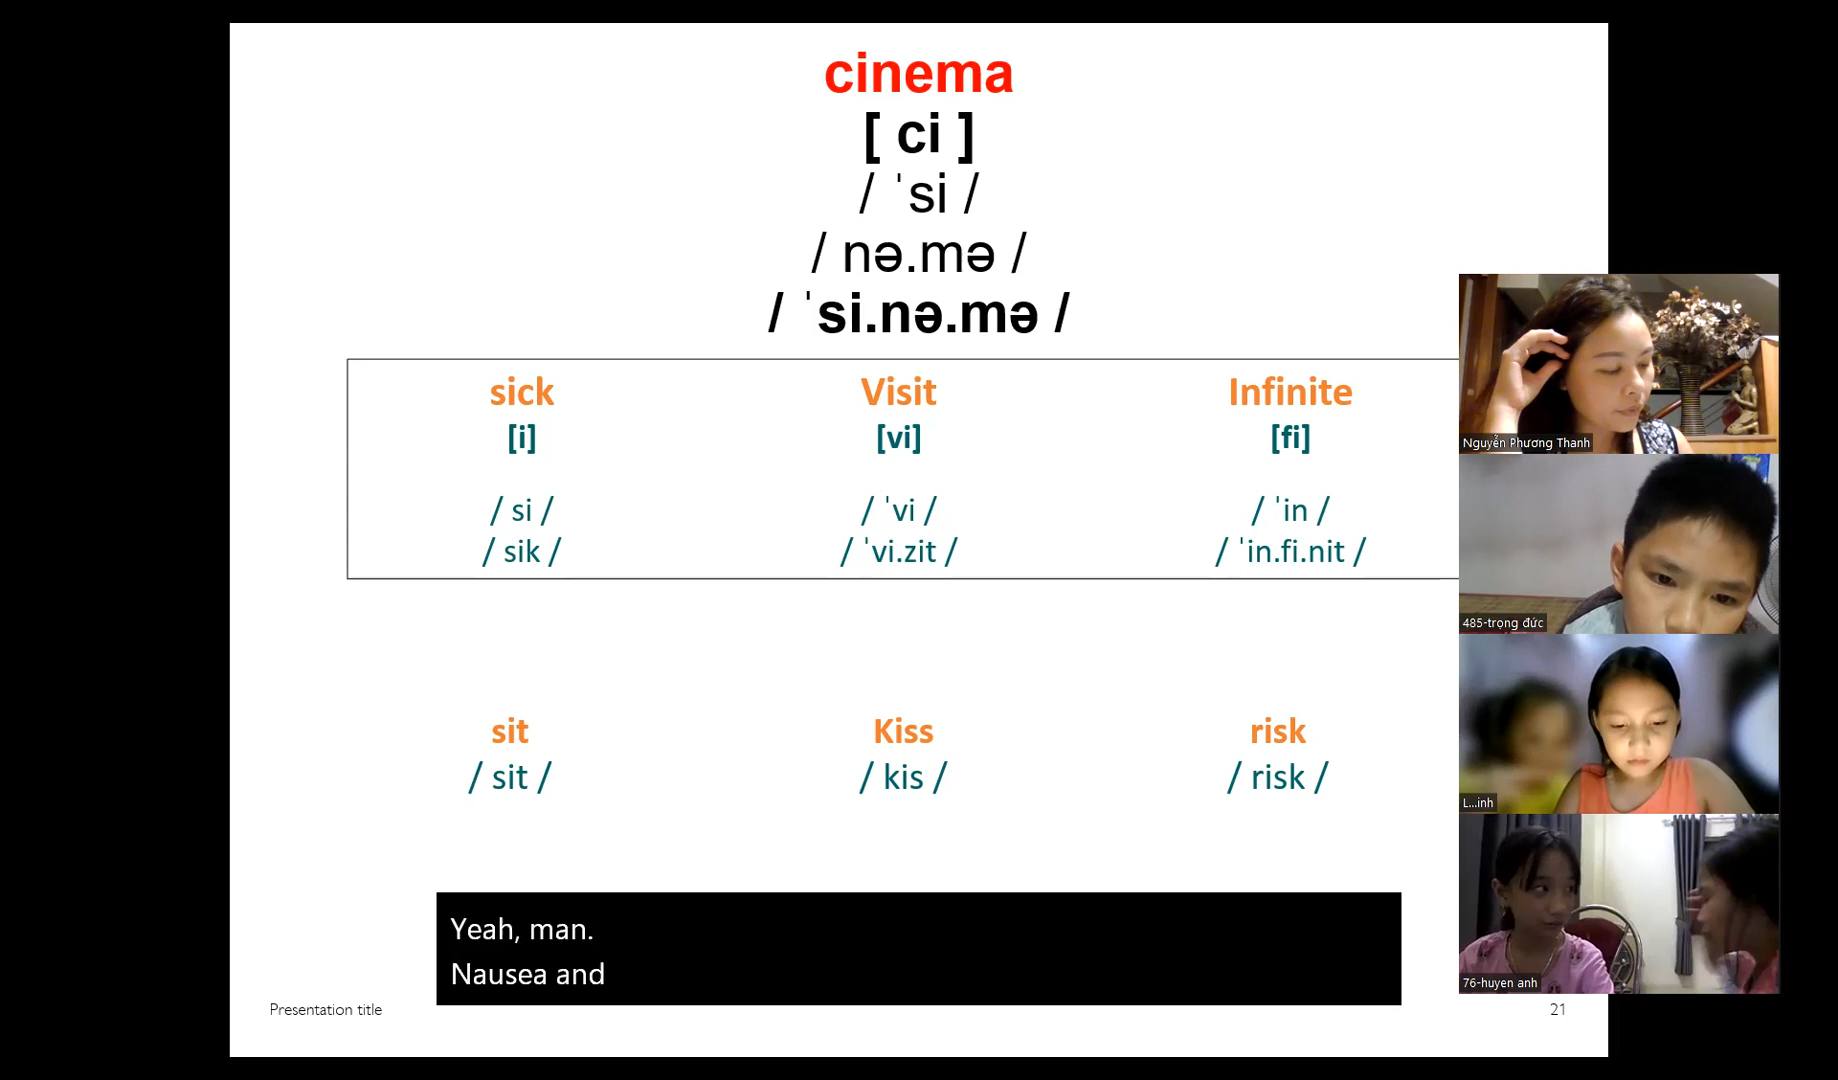 cinema
[ ci ]
/ ˈsi /
/ nə.mə /
/ ˈsi.nə.mə /
sick Visit Infinite
[i] [vi] [fi]
/ si / / ˈvi / / ˈin /
/ sik / / ˈvi.zit / / ˈin.fi.nit /
sit Kiss risk
/ sit / / kis / / risk /
Yeah, man.
Nausea and
Presentation title
21
Nguyễn Phương Thanh
485-trọng đức
L...inh
76-huyen anh